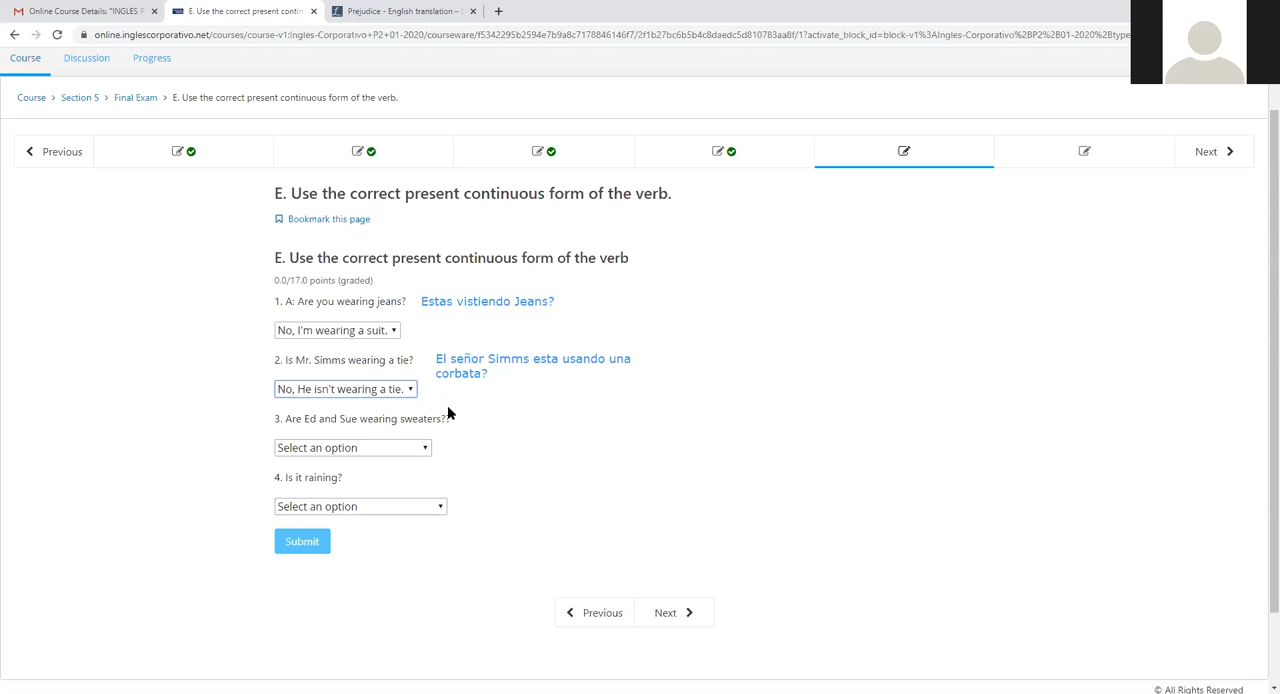 Online Course Details: "INGLES P
E. Use the correct present contin
Prejudice - English translation – L
online.inglescorporativo.net/courses/course-v1:Ingles-Corporativo+P2+01-2020/courseware/f5342295b2594e7b9a8c7178846146f7/2f1b27bc6b5b4c8daedc5d810783aa8f/1?activate_block_id=block-v1%3AIngles-Corporativo%2BP2%2B01-2020%2Btype
Course Discussion Progress
Course > Section 5 > Final Exam > E. Use the correct present continuous form of the verb.
Previous
Next
E. Use the correct present continuous form of the verb.
Bookmark this page
E. Use the correct present continuous form of the verb
0.0/17.0 points (graded)
1. A: Are you wearing jeans? Estas vistiendo Jeans?
No, I'm wearing a suit.
2. Is Mr. Simms wearing a tie? El señor Simms esta usando una
corbata?
No, He isn't wearing a tie.
3. Are Ed and Sue wearing sweaters??
Select an option
4. Is it raining?
Select an option
Submit
Previous Next
© All Rights Reserved